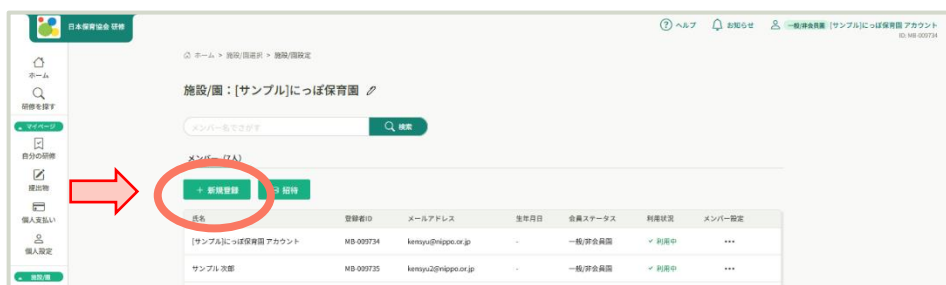 日本保育協会 研修
ヘルプ お知らせ 一般/非会員園 [サンプル]にっぽ保育園 アカウント
ID: MB-009734
ホーム
研修を探す
マイページ
自分の研修
提出物
個人支払い
個人設定
施設/園
ホーム > 施設/園選択 > 施設/園設定
施設/園：[サンプル]にっぽ保育園
メンバー名でさがす 検索
メンバー (7人)
+ 新規登録 招待
氏名 登録者ID メールアドレス 生年月日 会員ステータス 利用状況 メンバー設定
[サンプル]にっぽ保育園 アカウント MB-009734 kensyu@nippo.or.jp - 一般/非会員園 利用中 •••
サンプル 次郎 MB-009735 kensyu2@nippo.or.jp - 一般/非会員園 利用中 •••